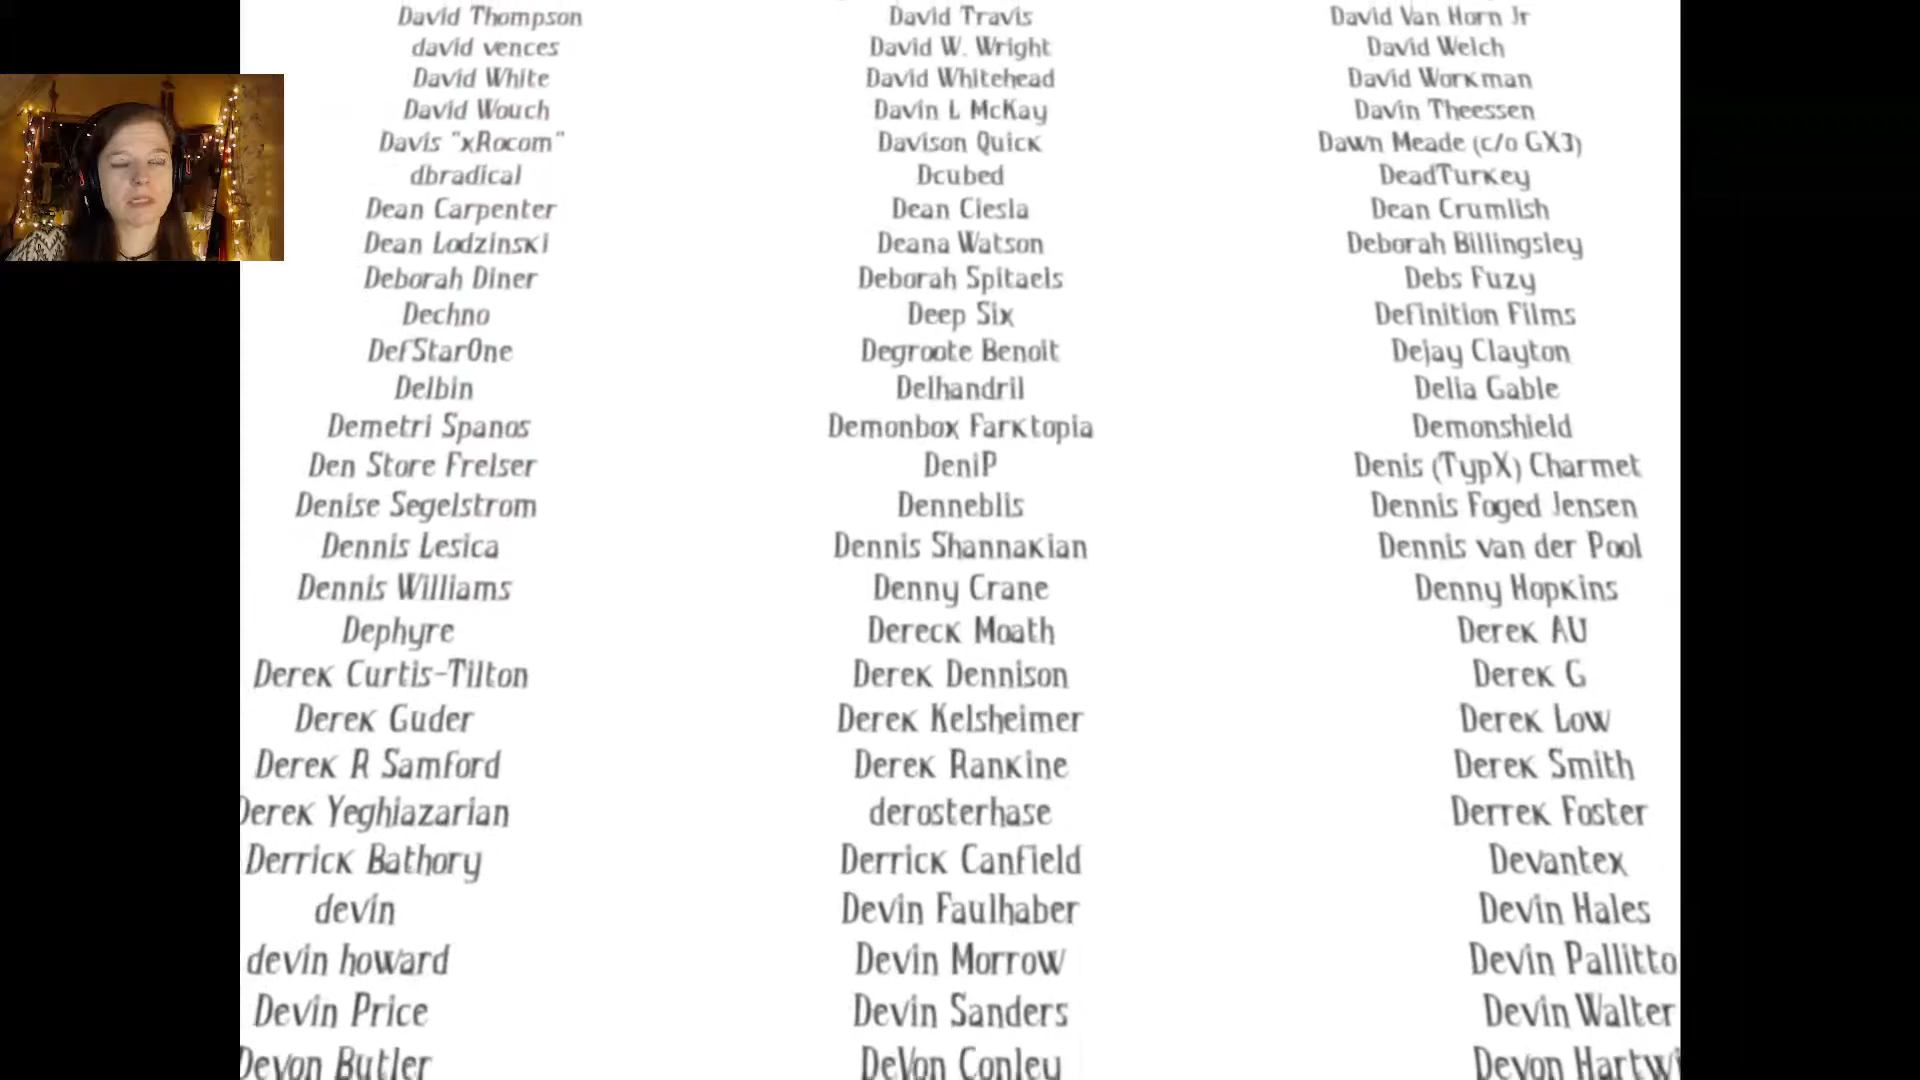 David Thompson David Travis David Van Horn Jr
david vences David W. Wright David Welch
David White David Whitehead David Workman
David Wouch Davin L McKay Davin Theessen
Davis "xRocom" Davison Quick Dawn Meade (c/o GX3)
dbradical Dcubed DeadTurkey
Dean Carpenter Dean Ciesla Dean Crumlish
Dean Lodzinski Deana Watson Deborah Billingsley
Deborah Diner Deborah Spitaels Debs Fuzy
Dechno Deep Six Definition Films
DefStarOne Degroote Benoit Dejay Clayton
Delbin Delhandril Delia Gable
Demetri Spanos Demonbox Farktopia Demonshield
Den Store Frelser DeniP Denis (TypX) Charmet
Denise Segelstrom Denneblis Dennis Foged Jensen
Dennis Lesica Dennis Shannakian Dennis van der Pool
Dennis Williams Denny Crane Denny Hopkins
Dephyre Dereck Moath Derek AU
Derek Curtis-Tilton Derek Dennison Derek G
Derek Guder Derek Kelsheimer Derek Low
Derek R Samford Derek Rankine Derek Smith
Derek Yeghiazarian derosterhase Derrek Foster
Derrick Bathory Derrick Canfield Devantex
devin Devin Faulhaber Devin Hales
devin howard Devin Morrow Devin Pallitto
Devin Price Devin Sanders Devin Walter
Devon Butler DeVon Conley Devon